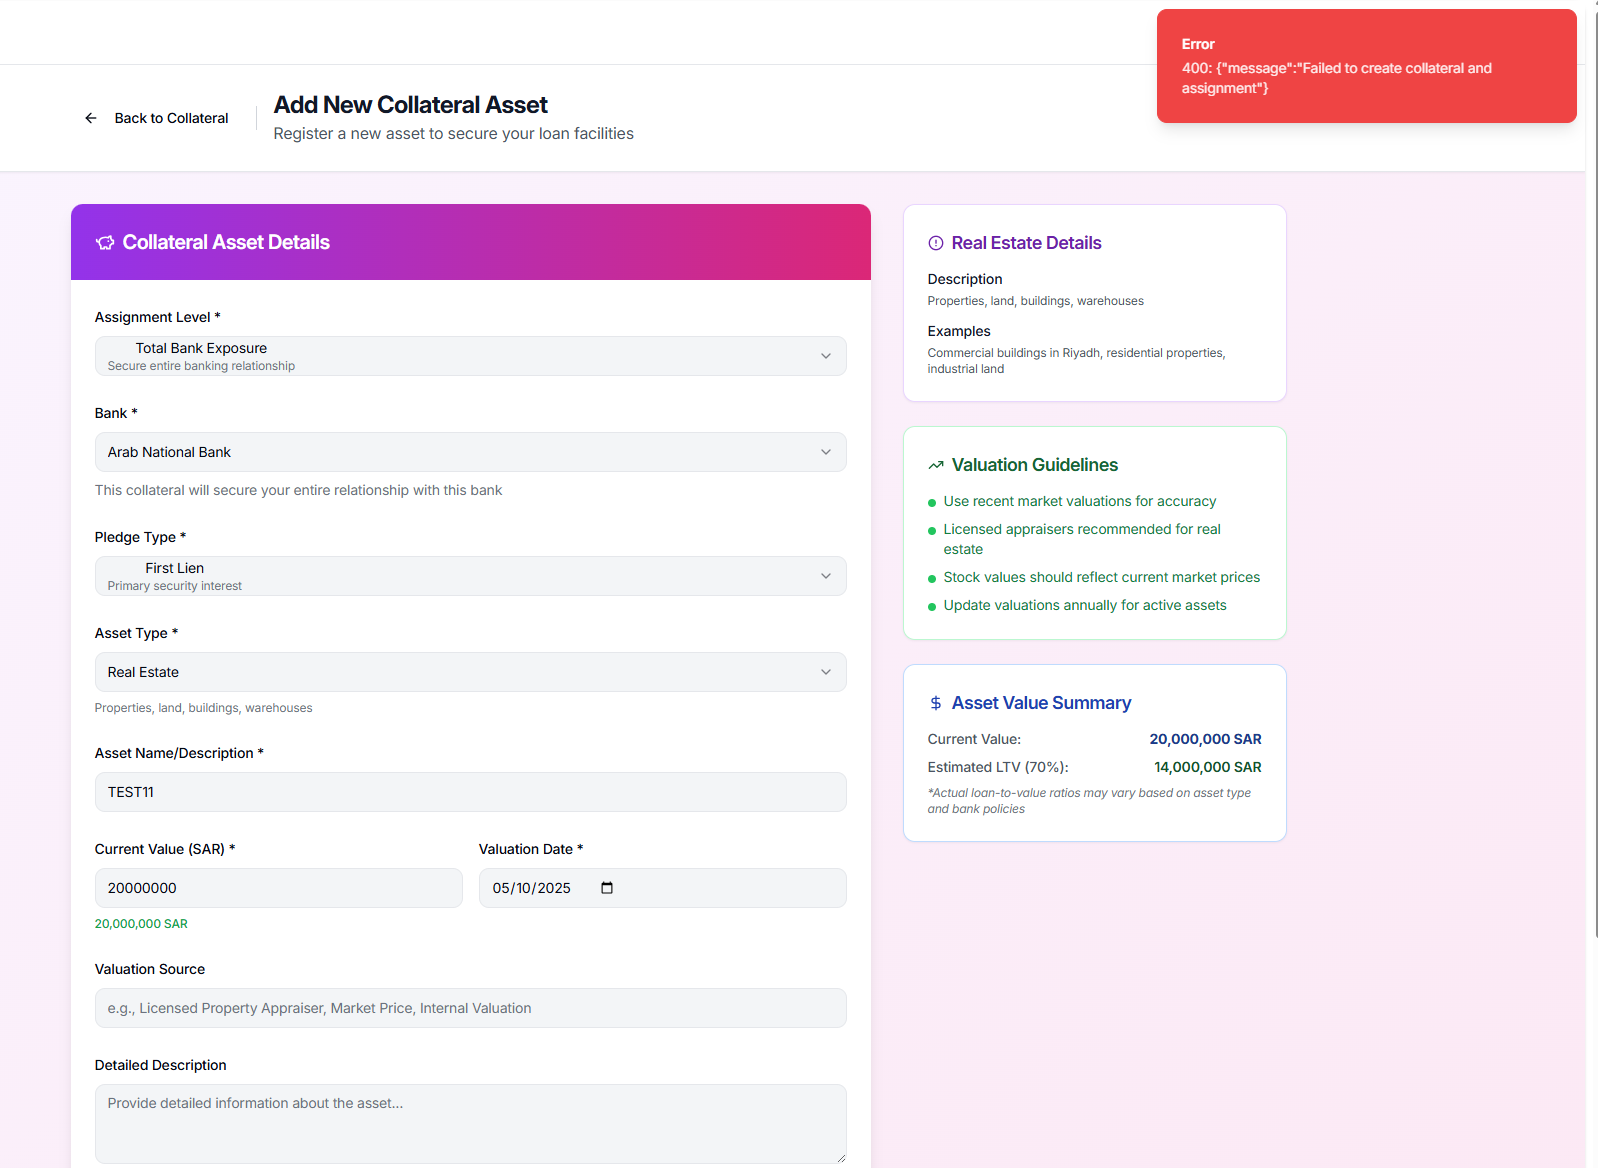 Error
400: {"message":"Failed to create collateral and
assignment"}
Back to Collateral
Add New Collateral Asset
Register a new asset to secure your loan facilities
Collateral Asset Details
Assignment Level *
Total Bank Exposure
Secure entire banking relationship
Bank *
Arab National Bank
This collateral will secure your entire relationship with this bank
Pledge Type *
First Lien
Primary security interest
Asset Type *
Real Estate
Properties, land, buildings, warehouses
Asset Name/Description *
TEST11
Current Value (SAR) *
20000000
20,000,000 SAR
Valuation Date *
05/10/2025
Valuation Source
e.g., Licensed Property Appraiser, Market Price, Internal Valuation
Detailed Description
Provide detailed information about the asset...
Real Estate Details
Description
Properties, land, buildings, warehouses
Examples
Commercial buildings in Riyadh, residential properties,
industrial land
Valuation Guidelines
Use recent market valuations for accuracy
Licensed appraisers recommended for real
estate
Stock values should reflect current market prices
Update valuations annually for active assets
Asset Value Summary
Current Value: 20,000,000 SAR
Estimated LTV (70%): 14,000,000 SAR
*Actual loan-to-value ratios may vary based on asset type
and bank policies